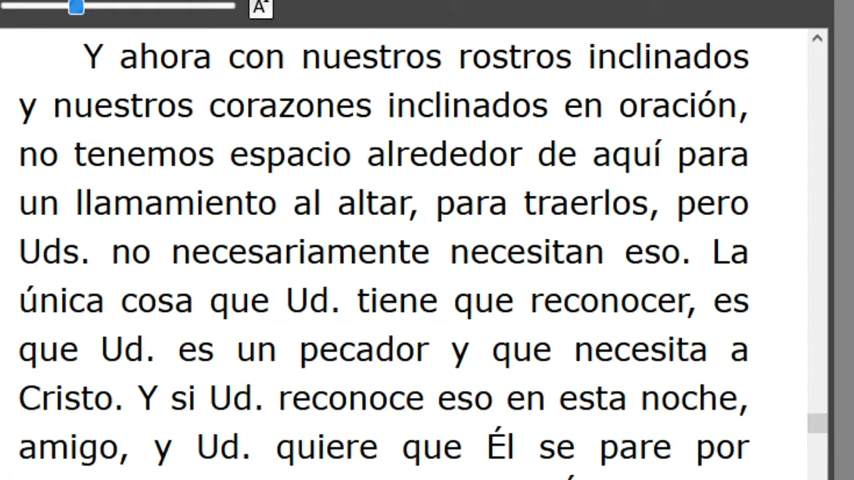 A
Y ahora con nuestros rostros inclinados
y nuestros corazones inclinados en oración,
no tenemos espacio alrededor de aquí para
un llamamiento al altar, para traerlos, pero
Uds. no necesariamente necesitan eso. La
única cosa que Ud. tiene que reconocer, es
que Ud. es un pecador y que necesita a
Cristo. Y si Ud. reconoce eso en esta noche,
amigo, y Ud. quiere que Él se pare por